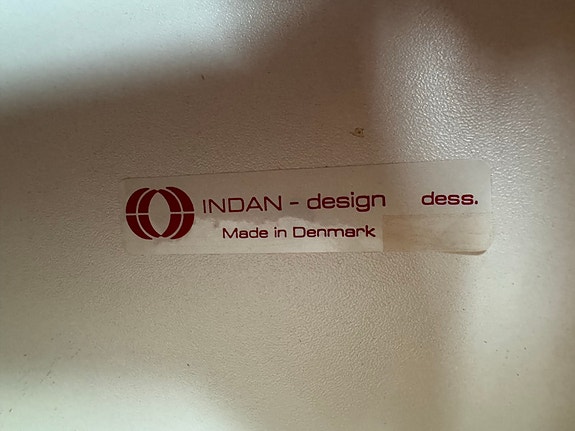 INDAN - design dess.
Made in Denmark